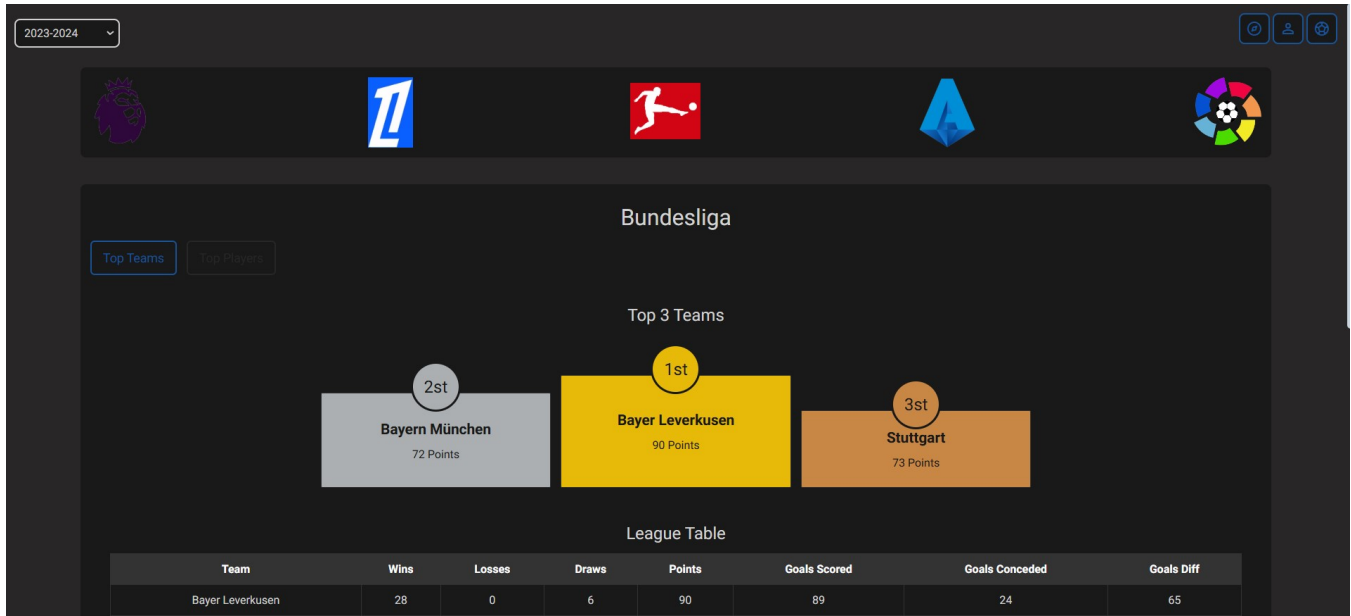 2023-2024
Bundesliga
Top Teams
Top Players
Top 3 Teams
2st
Bayern München
72 Points
1st
Bayer Leverkusen
90 Points
3st
Stuttgart
73 Points
League Table
Team Wins Losses Draws Points Goals Scored Goals Conceded Goals Diff
Bayer Leverkusen 28 0 6 90 89 24 65